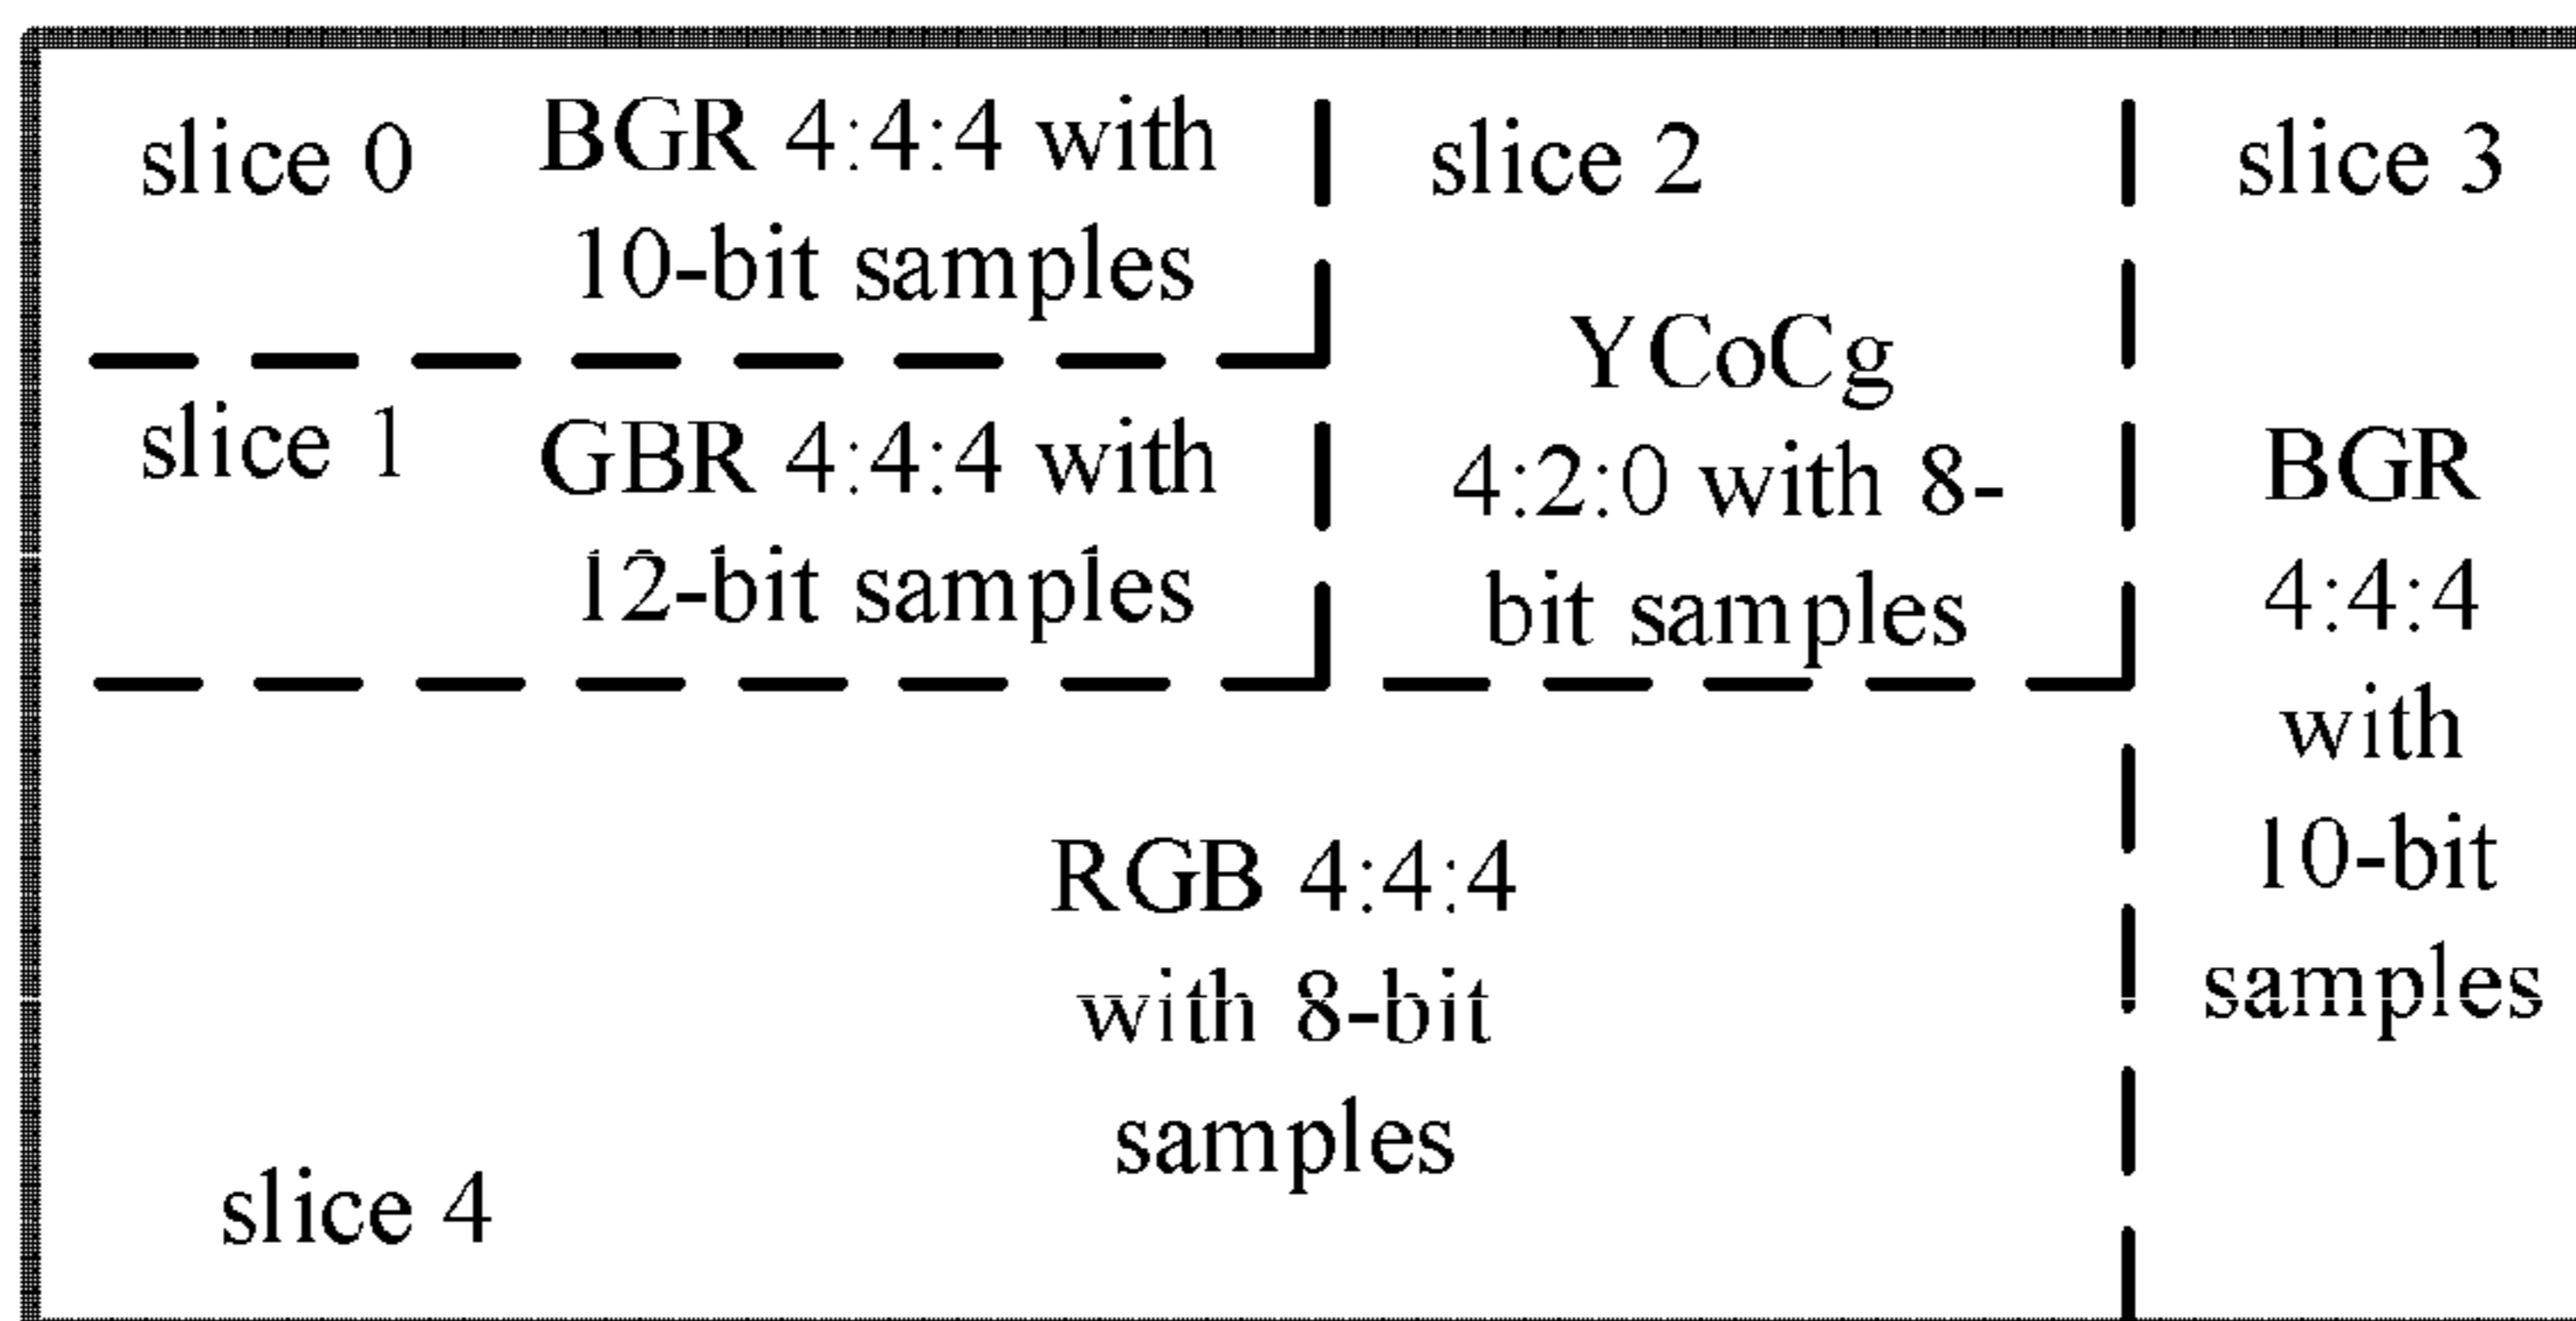 slice 0
BGR 4:4:4 with
10-bit samples
slice 1
GBR 4:4:4 with
12-bit samples
slice 2
YCoCg
4:2:0 with 8-
bit samples
slice 3
BGR
4:4:4
with
10-bit
samples
RGB 4:4:4
with 8-bit
samples
slice 4